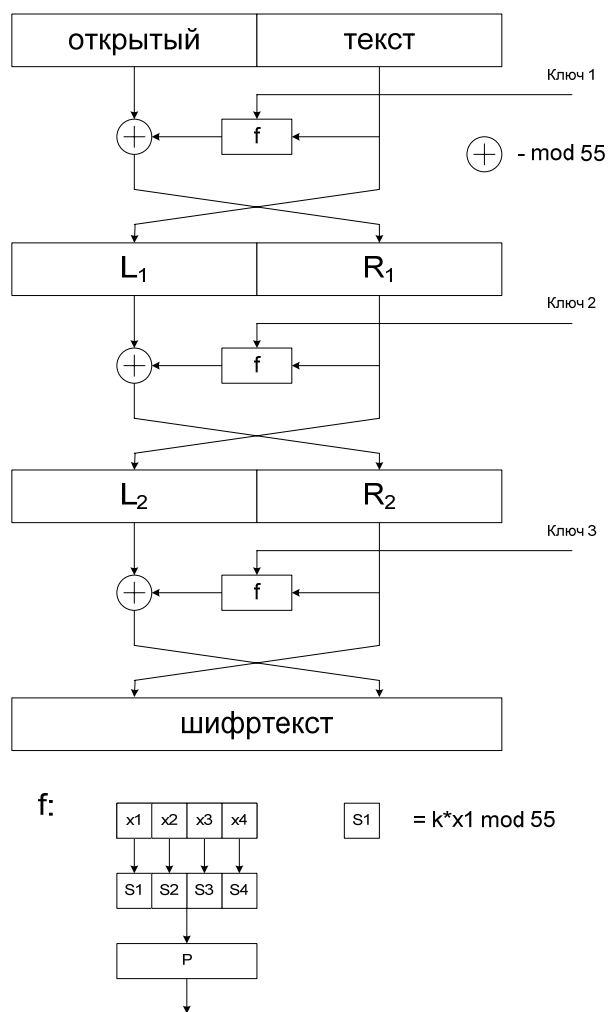 открытый текст
Ключ 1
f
- mod 55
L₁ R₁
Ключ 2
f
L₂ R₂
Ключ 3
f
шифртекст
f:
x1 x2 x3 x4
S1 = k*x1 mod 55
S1 S2 S3 S4
P